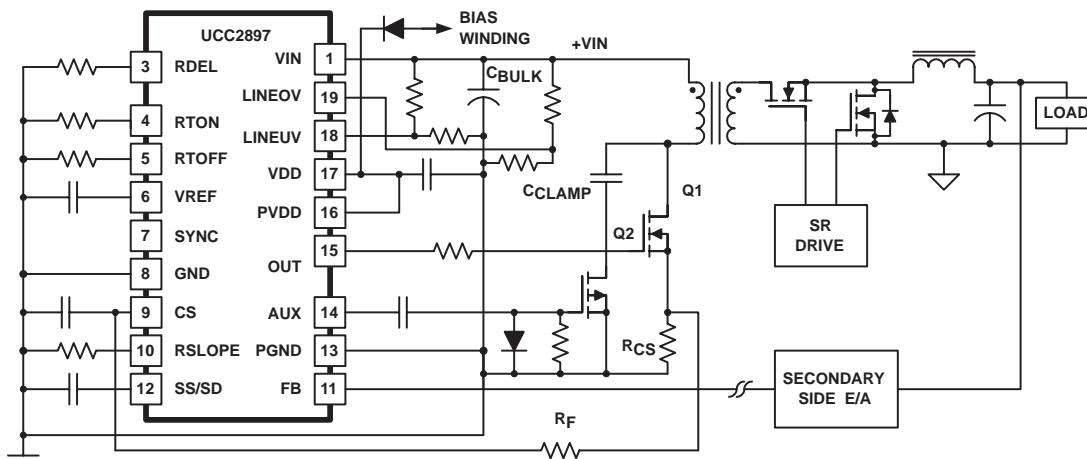 UCC2897
BIAS
WINDING
+VIN
3 RDEL
VIN 1
CBULK
LINEOV 19
4 RTON
LINEUV 18
5 RTOFF
VDD 17
6 VREF
PVDD 16
CCLAMP
Q1
7 SYNC
OUT 15
Q2
8 GND
9 CS
AUX 14
10 RSLOPE
PGND 13
RCS
12 SS/SD
FB 11
RF
LOAD
SR
DRIVE
SECONDARY
SIDE E/A